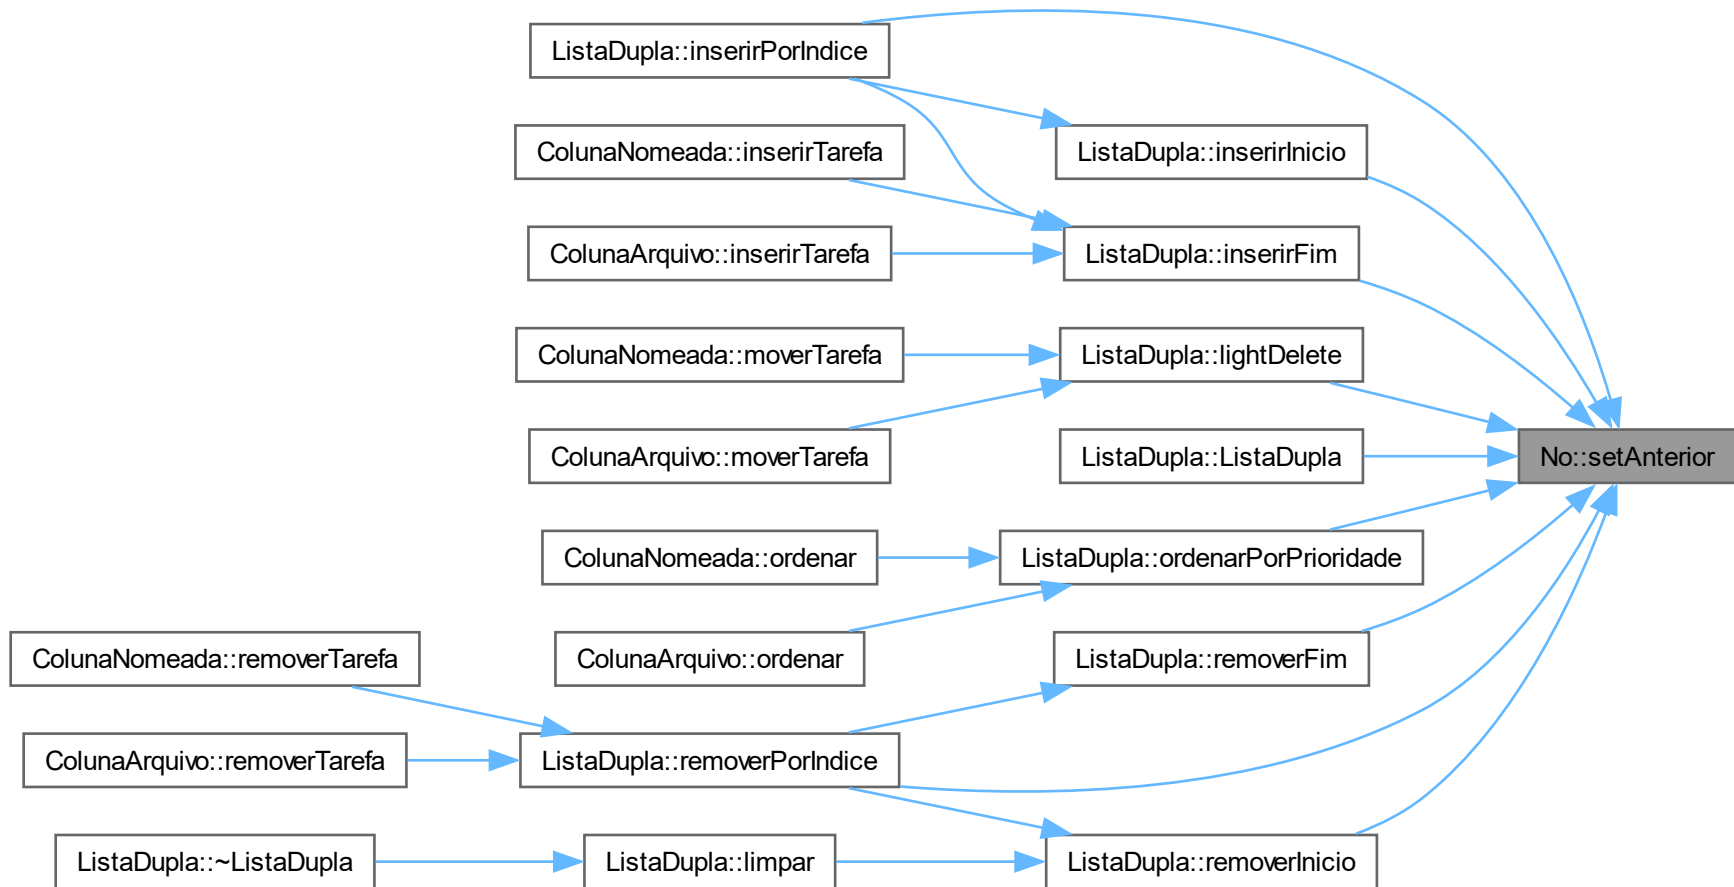 ListaDupla::inserirPorIndice
ColunaNomeada::inserirTarefa
ListaDupla::inserirInicio
ColunaArquivo::inserirTarefa
ListaDupla::inserirFim
ColunaNomeada::moverTarefa
ListaDupla::lightDelete
ColunaArquivo::moverTarefa
ListaDupla::ListaDupla
No::setAnterior
ColunaNomeada::ordenar
ListaDupla::ordenarPorPrioridade
ColunaNomeada::removerTarefa
ColunaArquivo::ordenar
ListaDupla::removerFim
ColunaArquivo::removerTarefa
ListaDupla::removerPorIndice
ListaDupla::~ListaDupla
ListaDupla::limpar
ListaDupla::removerInicio